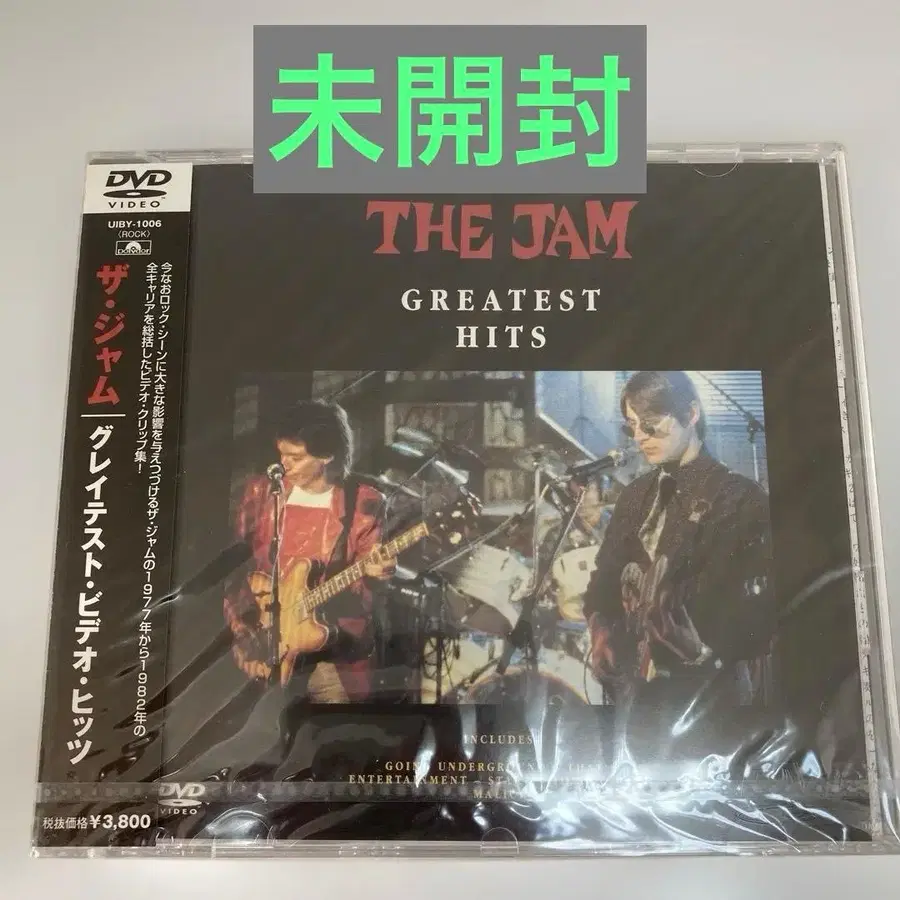 未開封
DVD
VIDEO
UIBY-1006
〈ROCK〉
Polydor
今なおロック・シーンに大きな影響を与えつづけるザ・ジャムの1977年から1982年の
全キャリアを総括したビデオ・クリップ集!
ザ・ジャム
グレイテスト・ビデオ・ヒッツ
税抜価格¥3,800
THE JAM
GREATEST
HITS
INCLUDES
GOING UNDERGROUND THAT
ENTERTAINMENT
DVD
VIDEO